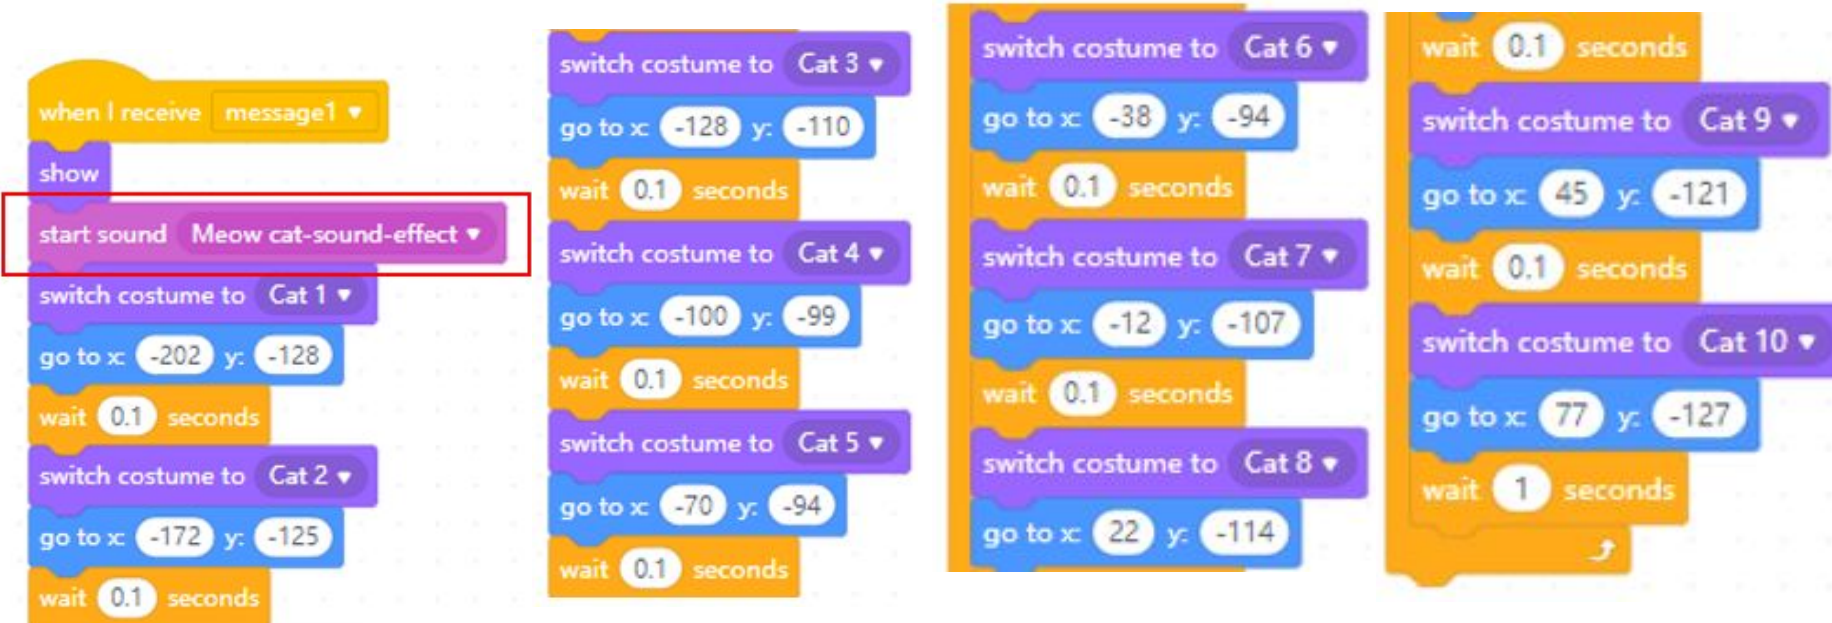 when I receive message1
show
start sound Meow cat-sound-effect
switch costume to Cat 1
go to x: -202 y: -128
wait 0.1 seconds
switch costume to Cat 2
go to x: -172 y: -125
wait 0.1 seconds
switch costume to Cat 3
go to x: -128 y: -110
wait 0.1 seconds
switch costume to Cat 4
go to x: -100 y: -99
wait 0.1 seconds
switch costume to Cat 5
go to x: -70 y: -94
wait 0.1 seconds
switch costume to Cat 6
go to x: -38 y: -94
wait 0.1 seconds
switch costume to Cat 7
go to x: -12 y: -107
wait 0.1 seconds
switch costume to Cat 8
go to x: 22 y: -114
wait 0.1 seconds
switch costume to Cat 9
go to x: 45 y: -121
wait 0.1 seconds
switch costume to Cat 10
go to x: 77 y: -127
wait 1 seconds